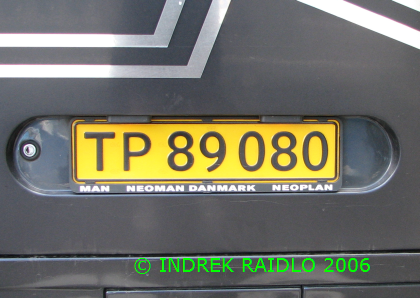 TP 89 080
MAN NEOMAN DANMARK NEOPLAN
© INDREK RAIDLO 2006